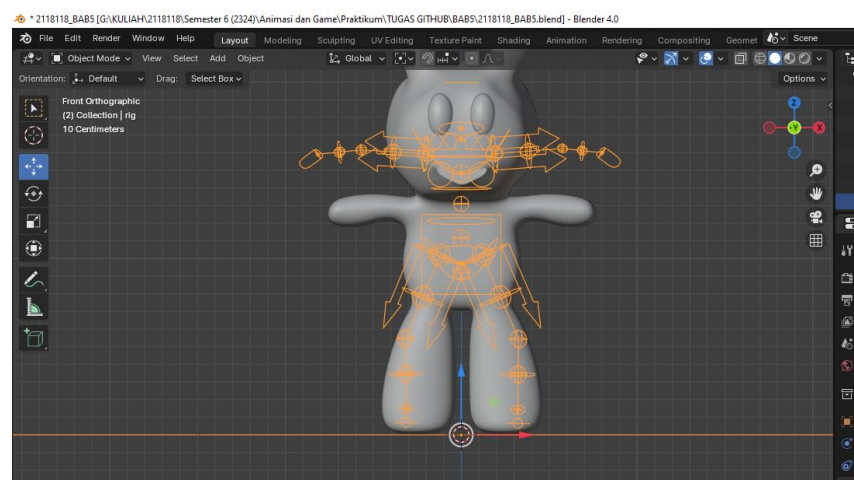 * 2118118_BAB5 [G:\KULIAH\2118118\Semester 6 (2324)\Animasi dan Game\Praktikum\TUGAS GITHUB\BAB5\2118118_BAB5.blend] - Blender 4.0
File Edit Render Window Help Layout Modeling Sculpting UV Editing Texture Paint Shading Animation Rendering Compositing Geomet Scene
Object Mode View Select Add Object Global
Orientation: Default Drag: Select Box Options
Front Orthographic
(2) Collection | rig
10 Centimeters
Z
-Y X